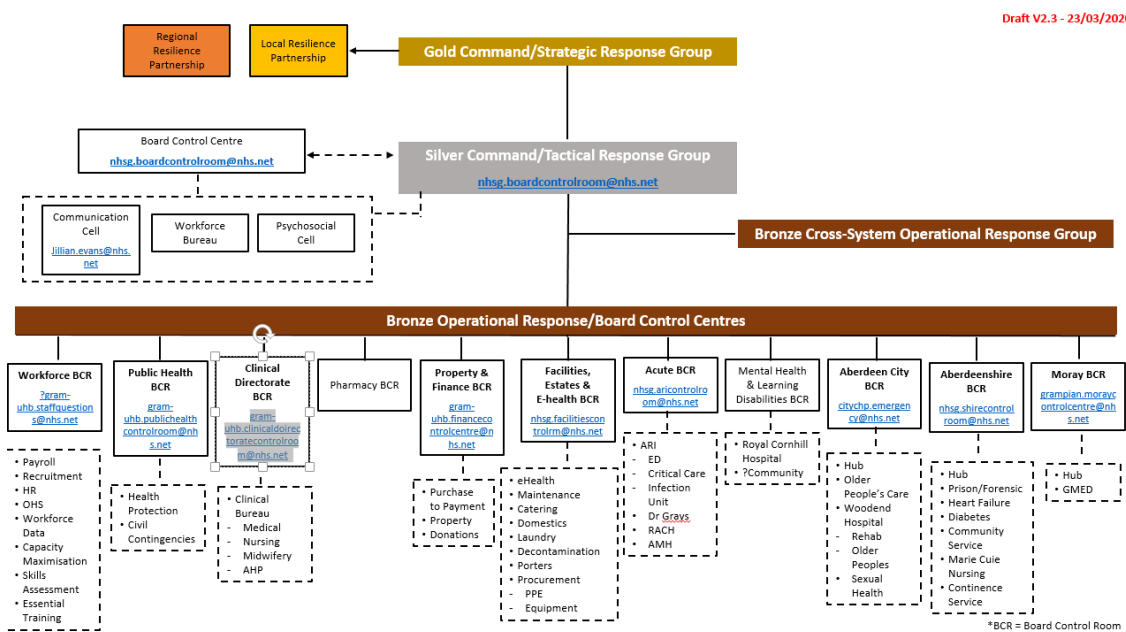 Draft V2.3 - 23/03/2020
Regional
Resilience
Partnership
Local Resilience
Partnership
Gold Command/Strategic Response Group
Board Control Centre
nhsg.boardcontrolroom@nhs.net
Silver Command/Tactical Response Group
nhsg.boardcontrolroom@nhs.net
Communication
Cell
Jillian.evans@nhs.
net
Workforce
Bureau
Psychosocial
Cell
Bronze Cross-System Operational Response Group
Bronze Operational Response/Board Control Centres
Workforce BCR
?gram-
uhb.staffquestion
s@nhs.net
• Payroll
• Recruitment
• HR
• OHS
• Workforce
Data
• Capacity
Maximisation
• Skills
Assessment
• Essential
Training
Public Health
BCR
gram-
uhb.publichealth
controlroom@nh
s.net
• Health
Protection
• Civil
Contingencies
Clinical
Directorate
BCR
gram-
uhb.clinicaldoirec
toratecontrolroo
m@nhs.net
• Clinical
Bureau
- Medical
- Nursing
- Midwifery
- AHP
Pharmacy BCR
Property &
Finance BCR
gram-
uhb.financeco
ntrolcentre@n
hs.net
• Purchase
to Payment
• Property
• Donations
Facilities,
Estates &
E-health BCR
nhsg.facilitiescon
trolrm@nhs.net
• eHealth
• Maintenance
• Catering
• Domestics
• Laundry
• Decontamination
• Porters
• Procurement
- PPE
- Equipment
Acute BCR
nhsg.aricontrolro
om@nhs.net
• ARI
- ED
- Critical Care
- Infection
Unit
• Dr Grays
• RACH
• AMH
Mental Health
& Learning
Disabilities BCR
• Royal Cornhill
Hospital
• ?Community
Aberdeen City
BCR
citychp.emergen
cy@nhs.net
• Hub
• Older
People's Care
• Woodend
Hospital
- Rehab
- Older
Peoples
• Sexual
Health
Aberdeenshire
BCR
nhsg.shirecontrol
room@nhs.net
• Hub
• Prison/Forensic
• Heart Failure
• Diabetes
• Community
Service
• Marie Cuie
Nursing
• Continence
Service
Moray BCR
grampian.morayc
ontrolcentre@nh
s.net
• Hub
• GMED
*BCR = Board Control Room